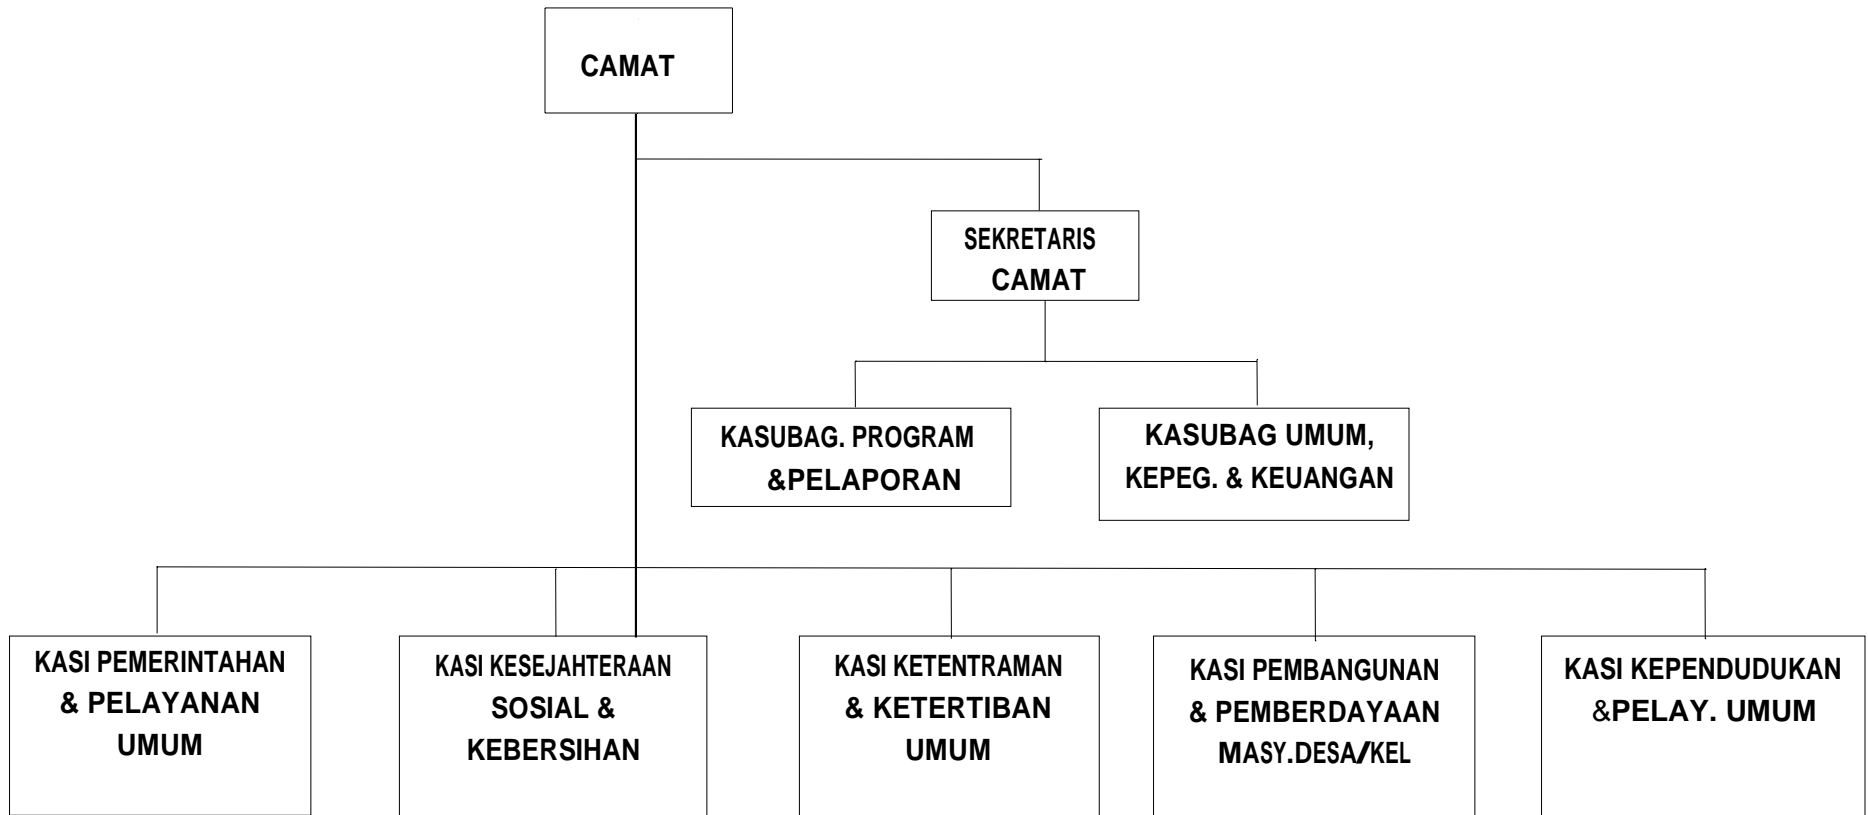 CAMAT
SEKRETARIS
CAMAT
KASUBAG. PROGRAM
&PELAPORAN
KASUBAG UMUM,
KEPEG. & KEUANGAN
KASI PEMERINTAHAN
& PELAYANAN
UMUM
KASI KESEJAHTERAAN
SOSIAL &
KEBERSIHAN
KASI KETENTRAMAN
& KETERTIBAN
UMUM
KASI PEMBANGUNAN
& PEMBERDAYAAN
MASY.DESA/KEL
KASI KEPENDUDUKAN
&PELAY. UMUM